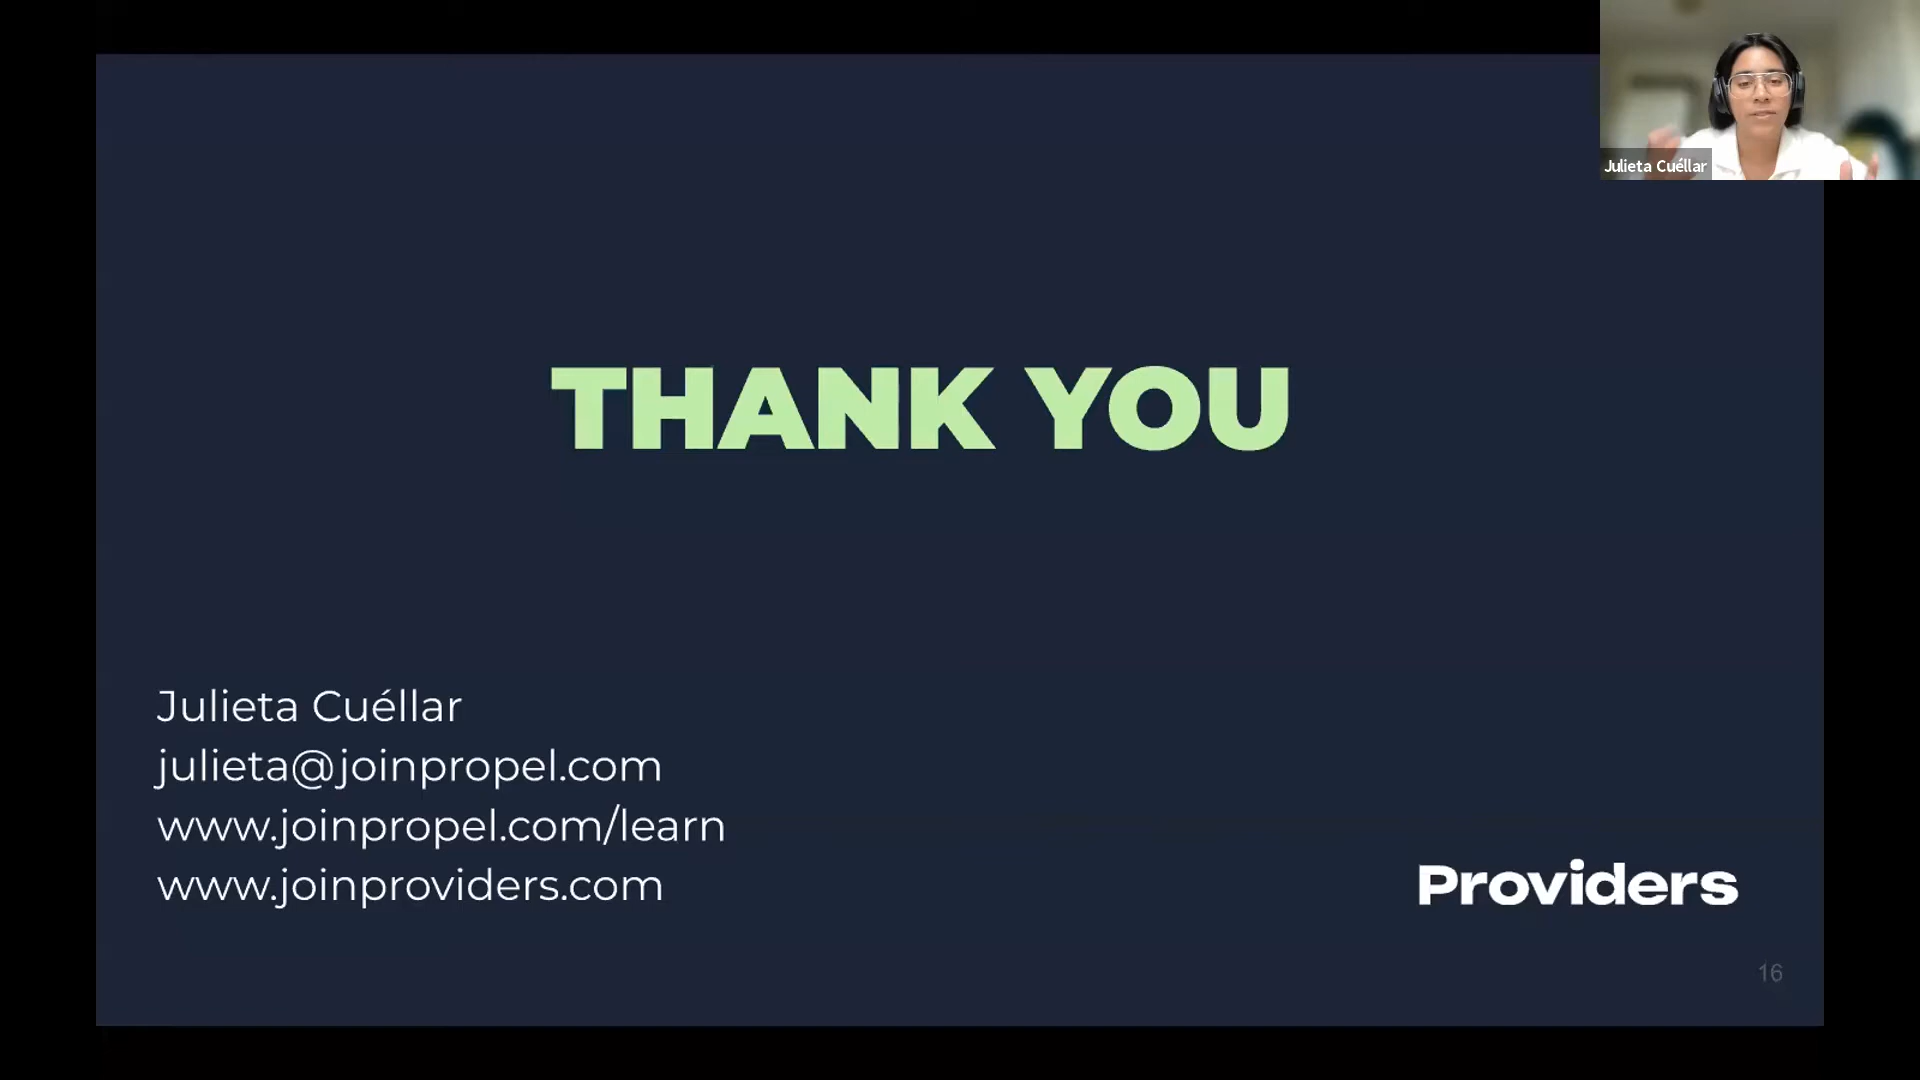 Julieta Cuéllar
THANK YOU
Julieta Cuéllar
julieta@joinpropel.com
www.joinpropel.com/learn
www.joinproviders.com
Providers
16